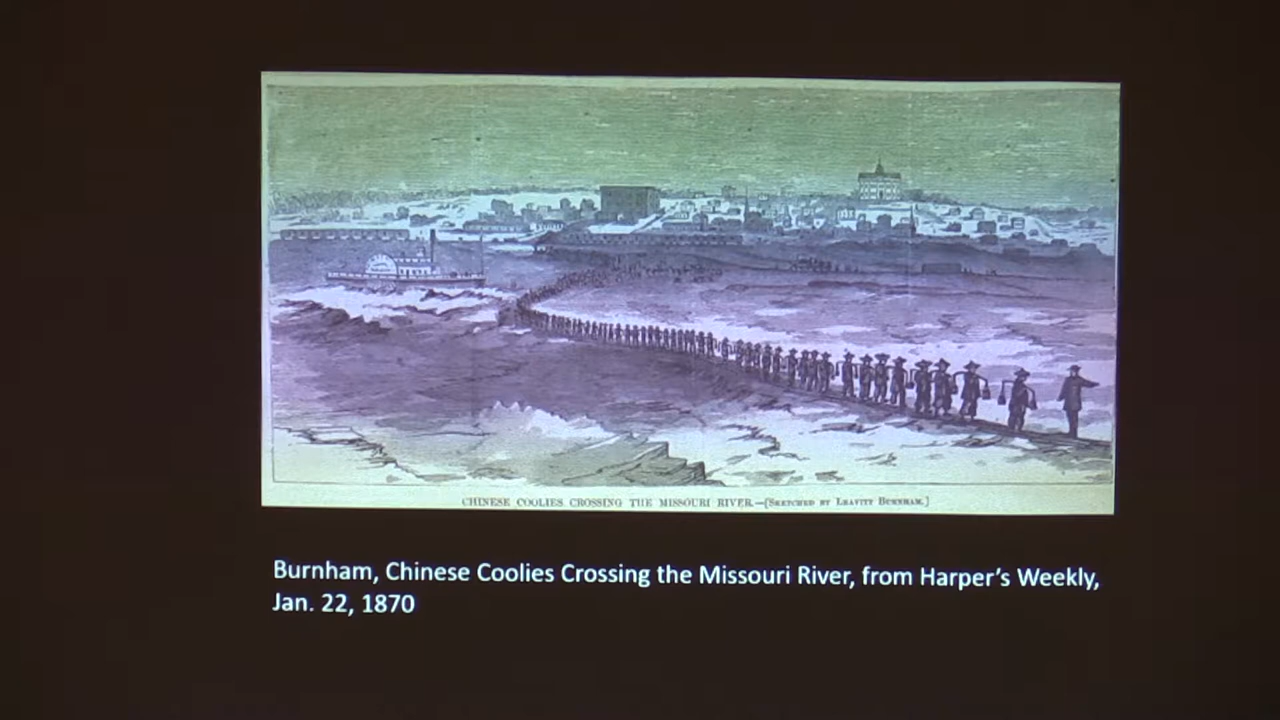 CHINESE COOLIES CROSSING THE MISSOURI RIVER.—[SKETCHED BY LEAVITT BURNHAM.]
Burnham, Chinese Coolies Crossing the Missouri River, from Harper's Weekly,
Jan. 22, 1870